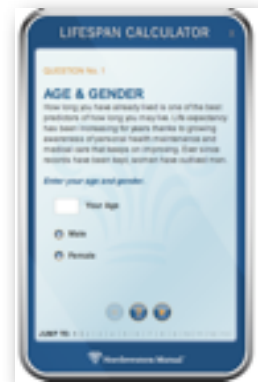 LIFESPAN CALCULATOR
QUESTION No. 1
AGE & GENDER
How long you have already lived is one of the best
predictors of how long you may live. Life expectancy
has been increasing for years thanks to growing
awareness of personal health maintenance and
medical care that keeps on improving. Ever since
records have been kept, women have outlived men.
Enter your age and gender.
Your Age
Male
Female
JUMP TO:
Northwestern Mutual